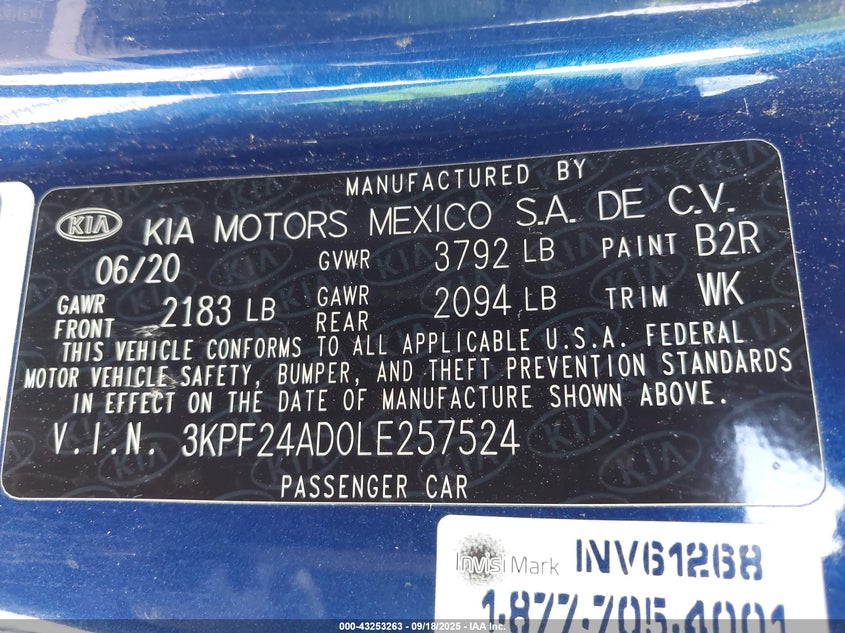 MANUFACTURED BY
KIA KIA MOTORS MEXICO S.A. DE C.V.
06/20 GVWR 3792 LB PAINT B2R
GAWR FRONT 2183 LB GAWR REAR 2094 LB TRIM WK
THIS VEHICLE CONFORMS TO ALL APPLICABLE U.S.A. FEDERAL
MOTOR VEHICLE SAFETY, BUMPER, AND THEFT PREVENTION STANDARDS
IN EFFECT ON THE DATE OF MANUFACTURE SHOWN ABOVE.
V.I.N. 3KPF24AD0LE257524
PASSENGER CAR
InvisiMark INV61268
1-877-705-4001
000-43253263 - 09/18/2025 - IAA, Inc.